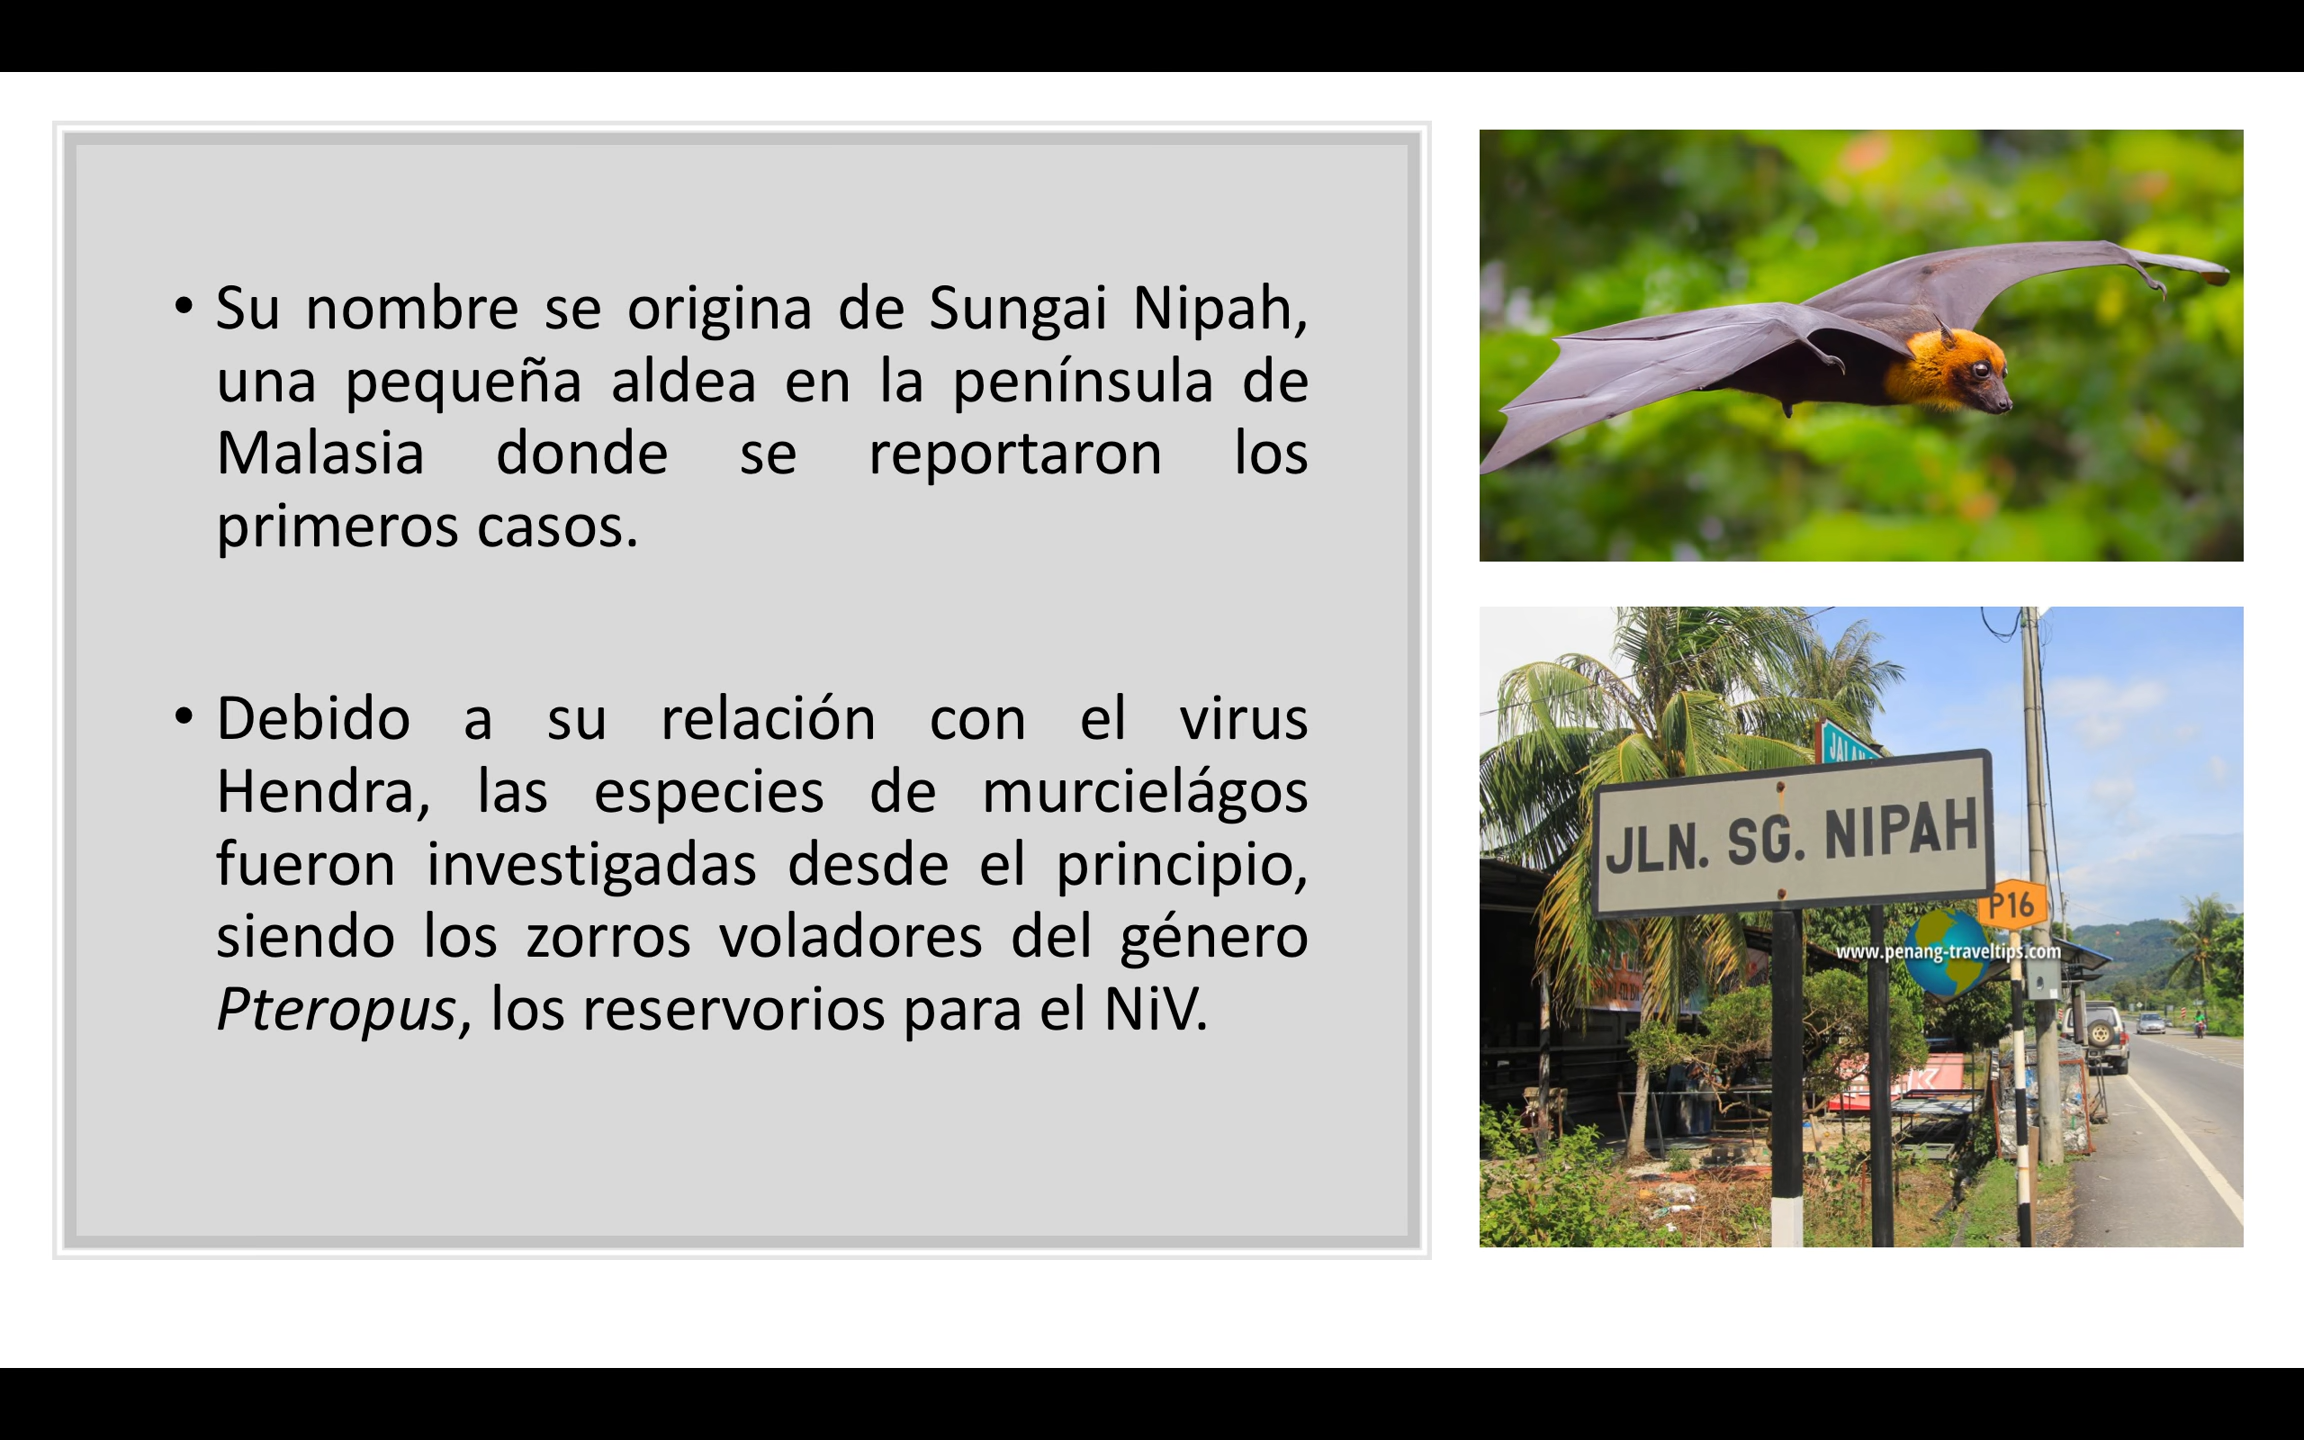 • Su nombre se origina de Sungai Nipah,
una pequeña aldea en la península de
Malasia donde se reportaron los
primeros casos.
• Debido a su relación con el virus
Hendra, las especies de murcielágos
fueron investigadas desde el principio,
siendo los zorros voladores del género
Pteropus, los reservorios para el NiV.
JALAN
JLN. SG. NIPAH
P16
www.penang-traveltips.com